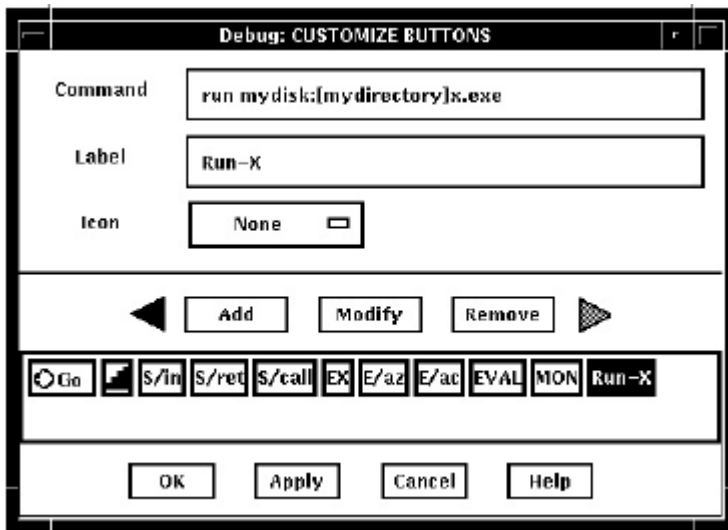 Debug: CUSTOMIZE BUTTONS
Command run mydisk:[mydirectory]x.exe
Label Run-X
Icon None
Add Modify Remove
Go S/in S/ret S/call EX E/az E/ac EVAL MON Run-X
OK Apply Cancel Help